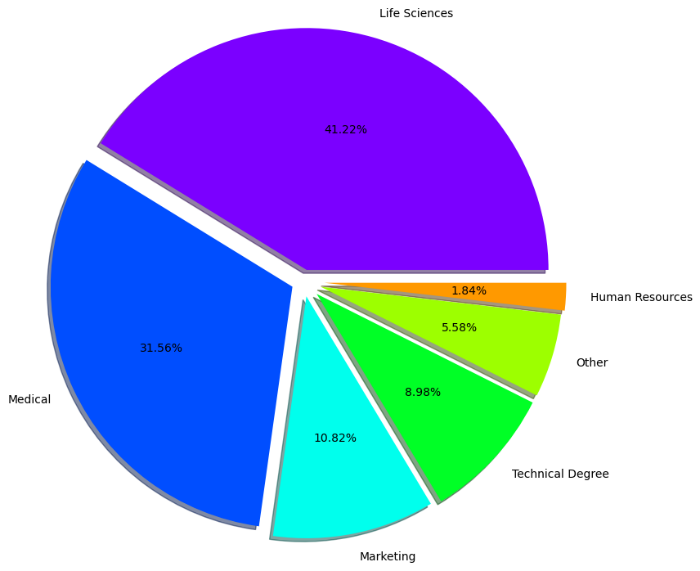 Life Sciences
41.22%
1.84%
Human Resources
5.58%
31.56%
Other
8.98%
Medical
10.82%
Technical Degree
Marketing